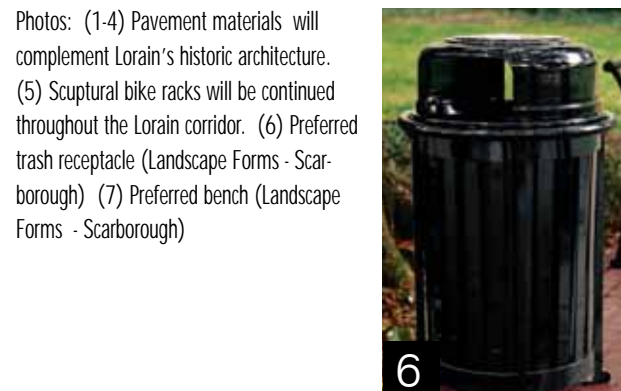 Photos:  (1-4) Pavement materials  will
complement Lorain's historic architecture.
(5) Scuptural bike racks will be continued
throughout the Lorain corridor.  (6) Preferred
trash receptacle (Landscape Forms - Scar-
borough)  (7) Preferred bench (Landscape
Forms  - Scarborough)
6